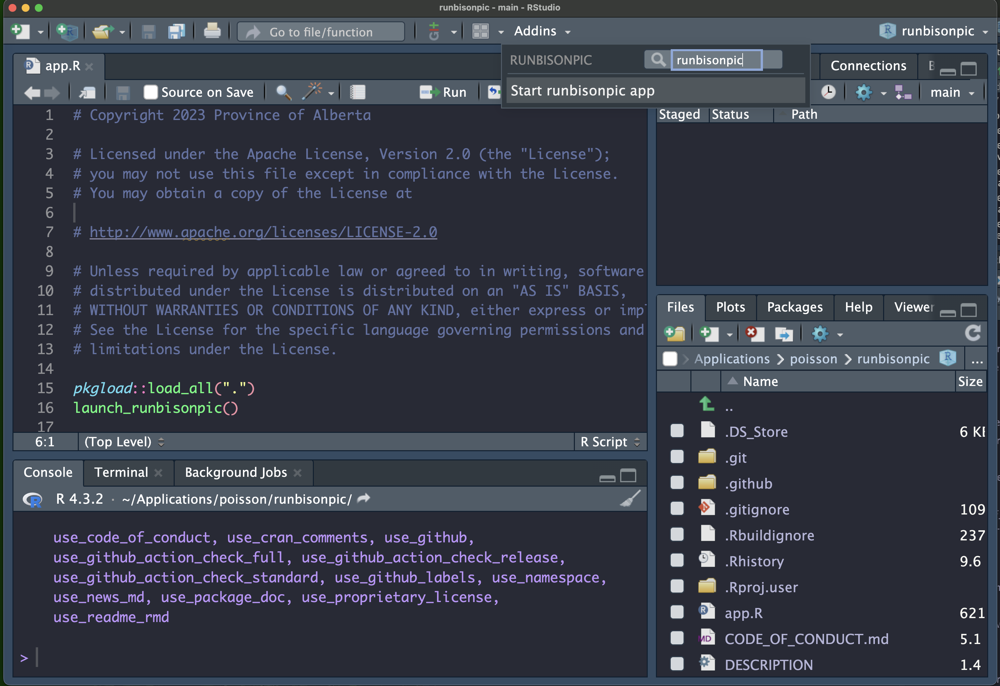 runbisonpic - main - RStudio
Go to file/function
Addins
runbisonpic
RUNBISONPIC
runbisonpic
Start runbisonpic app
app.R
Source on Save
Run
1 # Copyright 2023 Province of Alberta
2
3 # Licensed under the Apache License, Version 2.0 (the "License");
4 # you may not use this file except in compliance with the License.
5 # You may obtain a copy of the License at
6
7 # http://www.apache.org/licenses/LICENSE-2.0
8
9 # Unless required by applicable law or agreed to in writing, software
10 # distributed under the License is distributed on an "AS IS" BASIS,
11 # WITHOUT WARRANTIES OR CONDITIONS OF ANY KIND, either express or imp
12 # See the License for the specific language governing permissions and
13 # limitations under the License.
14
15 pkgload::load_all(".")
16 launch_runbisonpic()
17
6:1 (Top Level) R Script
Console Terminal Background Jobs
R 4.3.2 · ~/Applications/poisson/runbisonpic/
use_code_of_conduct, use_cran_comments, use_github,
use_github_action_check_full, use_github_action_check_release,
use_github_action_check_standard, use_github_labels, use_namespace,
use_news_md, use_package_doc, use_proprietary_license,
use_readme_rmd
>
Connections B
main
Staged Status Path
Files Plots Packages Help Viewer
Applications poisson runbisonpic ...
Name Size
..
.DS_Store 6 KB
.git
.github
.gitignore 109
.Rbuildignore 237
.Rhistory 9.6
.Rproj.user
app.R 621
CODE_OF_CONDUCT.md 5.1
DESCRIPTION 1.4